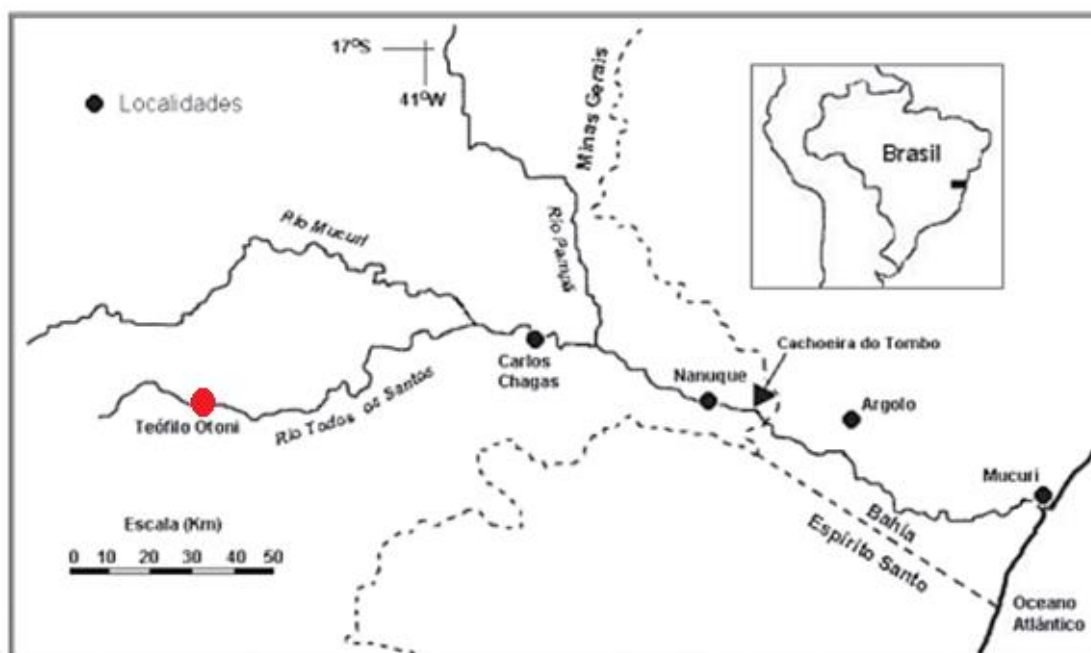 17ºS
41ºW
Localidades
Minas Gerais
Brasil
Rio Mucuri
Rio Pampã
Cachoeira do Tombo
Carlos
Chagas
Nanuque
Argolo
Teófilo Otoni
Rio Todos os Santos
Mucuri
Escala (Km)
0 10 20 30 40 50
Bahia
Espírito Santo
Oceano
Atlântico